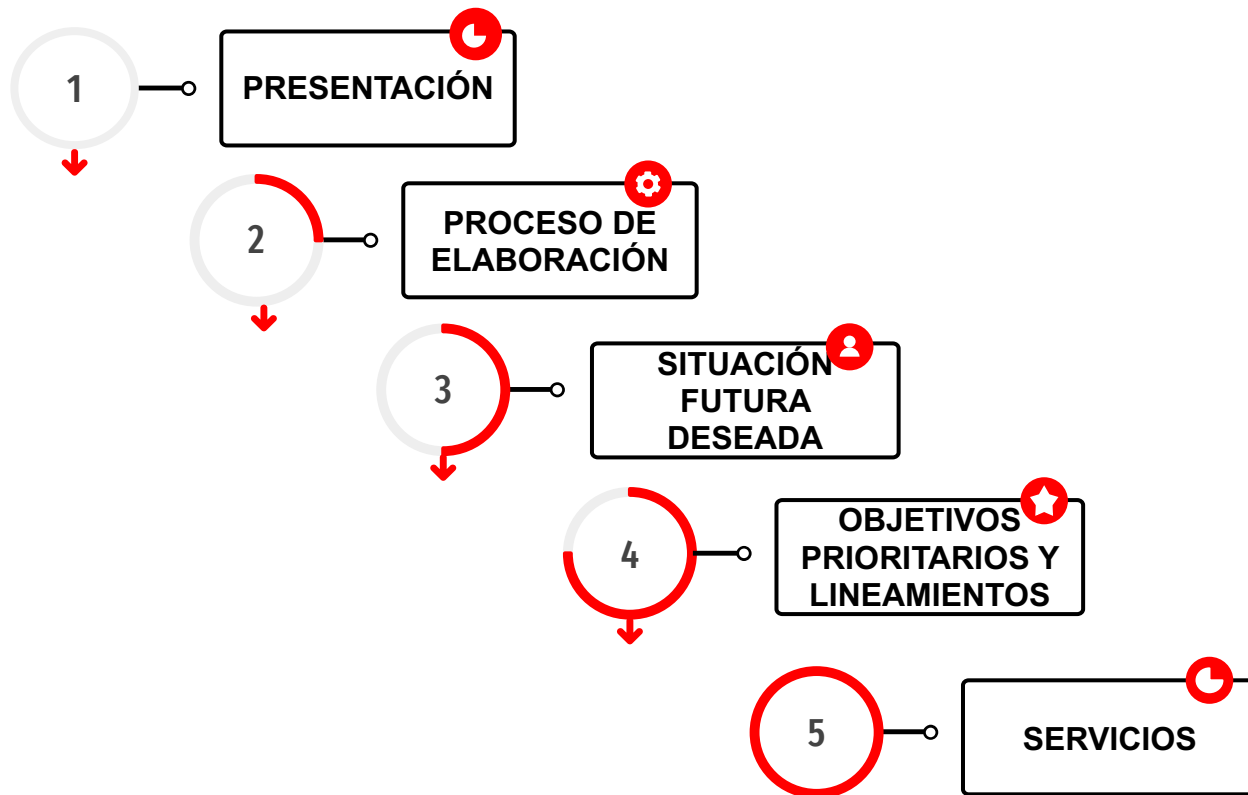 1
PRESENTACIÓN
2
PROCESO DE
ELABORACIÓN
3
SITUACIÓN
FUTURA
DESEADA
4
OBJETIVOS
PRIORITARIOS Y
LINEAMIENTOS
5
SERVICIOS